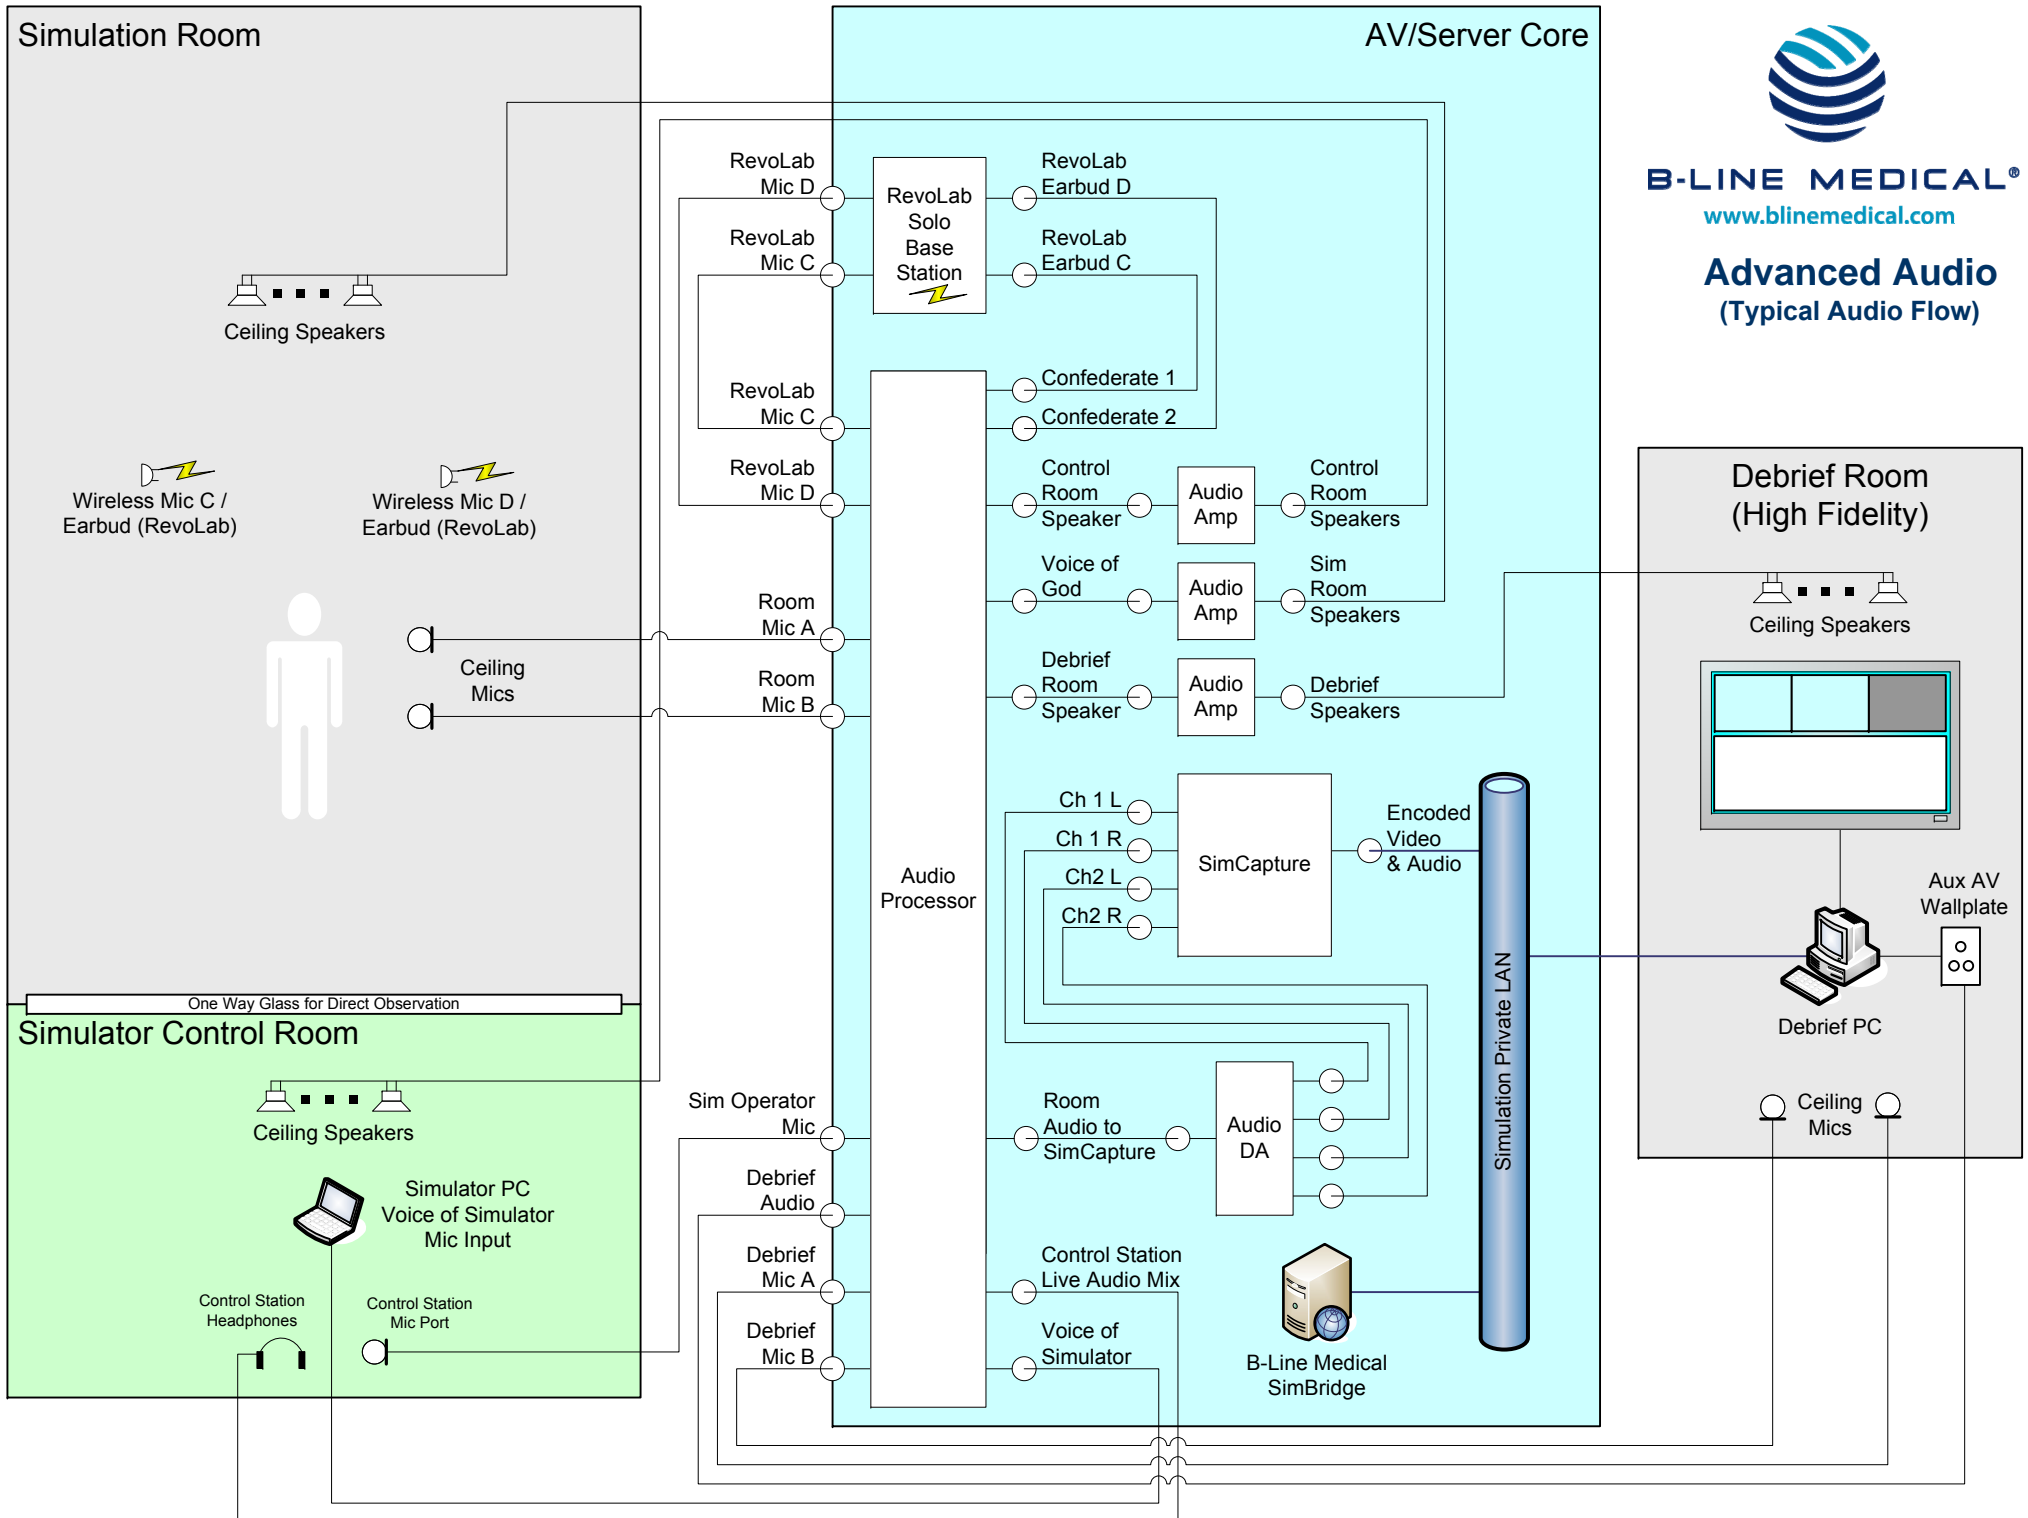 Simulation Room
AV/Server Core
B-LINE MEDICAL®
www.blinemedical.com
Advanced Audio
(Typical Audio Flow)
RevoLab
Mic D
RevoLab
Mic C
RevoLab
Solo
Base
Station
RevoLab
Earbud D
RevoLab
Earbud C
Ceiling Speakers
RevoLab
Mic C
RevoLab
Mic D
Confederate 1
Confederate 2
Wireless Mic C /
Earbud (RevoLab)
Wireless Mic D /
Earbud (RevoLab)
Control
Room
Speaker
Audio
Amp
Control
Room
Speakers
Voice of
God
Audio
Amp
Sim
Room
Speakers
Debrief
Room
Speaker
Audio
Amp
Debrief
Speakers
Room
Mic A
Room
Mic B
Ceiling
Mics
Audio
Processor
Ch 1 L
Ch 1 R
Ch2 L
Ch2 R
SimCapture
Encoded
Video
& Audio
Simulation Private LAN
Debrief Room
(High Fidelity)
Ceiling Speakers
Aux AV
Wallplate
Debrief PC
Ceiling
Mics
One Way Glass for Direct Observation
Simulator Control Room
Ceiling Speakers
Simulator PC
Voice of Simulator
Mic Input
Control Station
Headphones
Control Station
Mic Port
Sim Operator
Mic
Debrief
Audio
Debrief
Mic A
Debrief
Mic B
Room
Audio to
SimCapture
Audio
DA
Control Station
Live Audio Mix
Voice of
Simulator
B-Line Medical
SimBridge